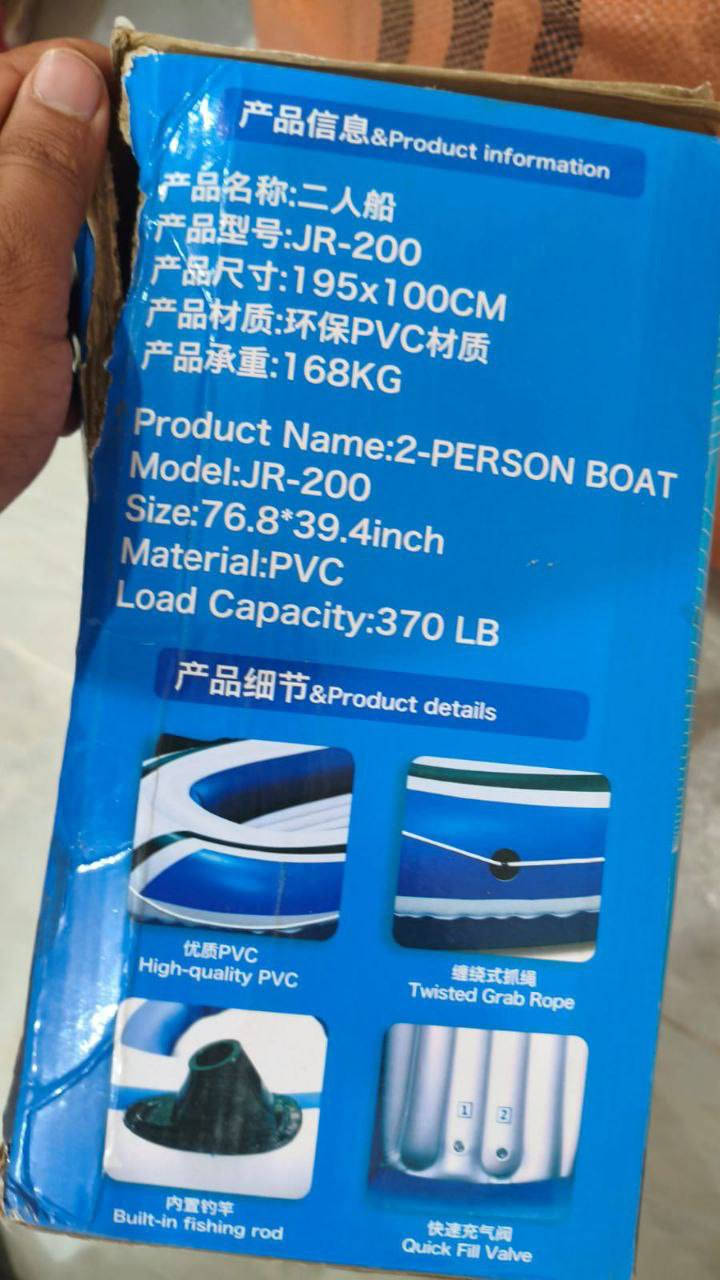 产品信息&Product information
产品名称:二人船
产品型号:JR-200
产品尺寸:195x100CM
产品材质:环保PVC材质
产品承重:168KG
Product Name:2-PERSON BOAT
Model:JR-200
Size:76.8*39.4inch
Material:PVC
Load Capacity:370 LB
产品细节&Product details
优质PVC
High-quality PVC
缠绕式抓绳
Twisted Grab Rope
1 2
内置钓竿
Built-in fishing rod
快速充气阀
Quick Fill Valve